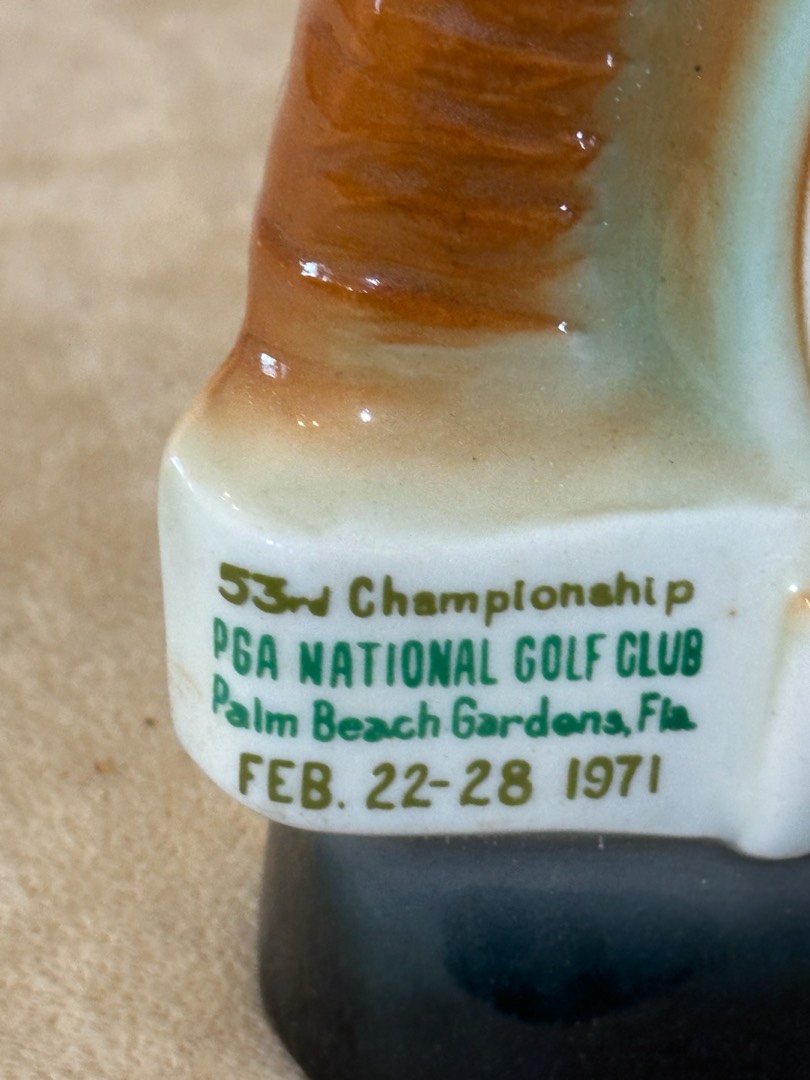 53rd Championship
PGA NATIONAL GOLF CLUB
Palm Beach Gardens, Fla.
FEB. 22-28 1971